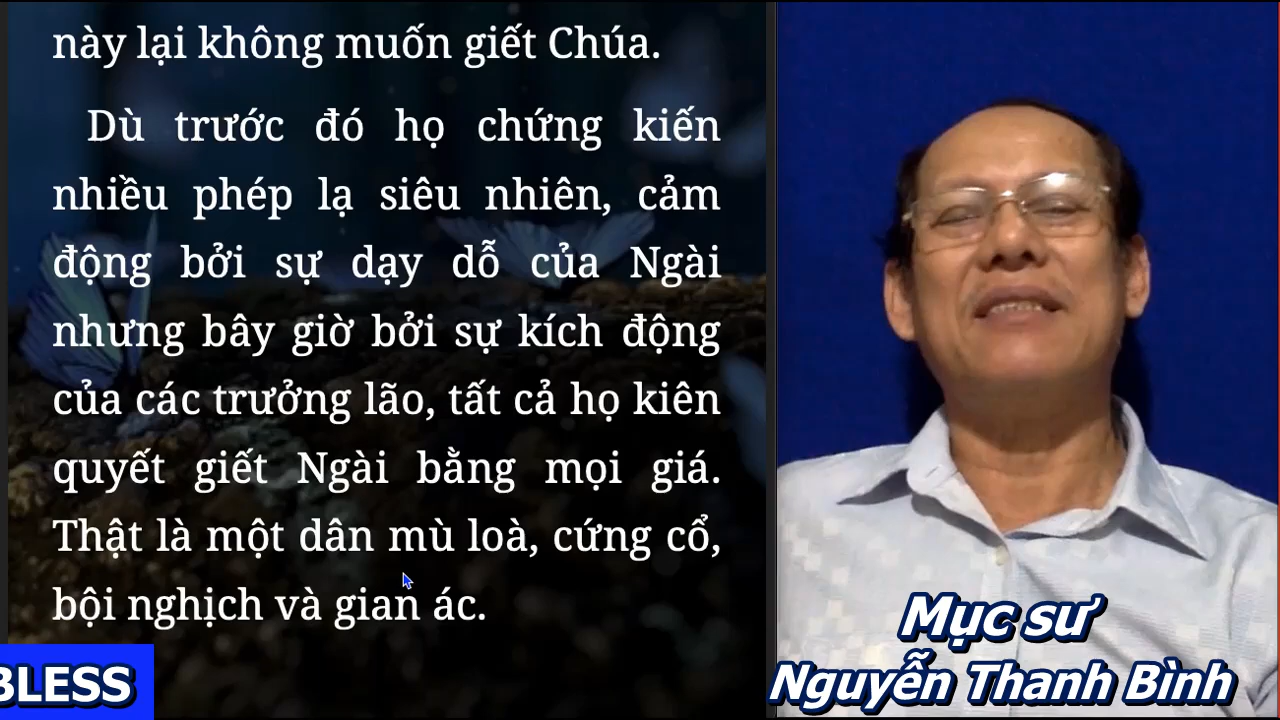 này lại không muốn giết Chúa.
Dù trước đó họ chứng kiến
nhiều phép lạ siêu nhiên, cảm
động bởi sự dạy dỗ của Ngài
nhưng bây giờ bởi sự kích động
của các trưởng lão, tất cả họ kiên
quyết giết Ngài bằng mọi giá.
Thật là một dân mù loà, cứng cổ,
bội nghịch và gian ác.
BLESS
Mục sư
Nguyễn Thanh Bình